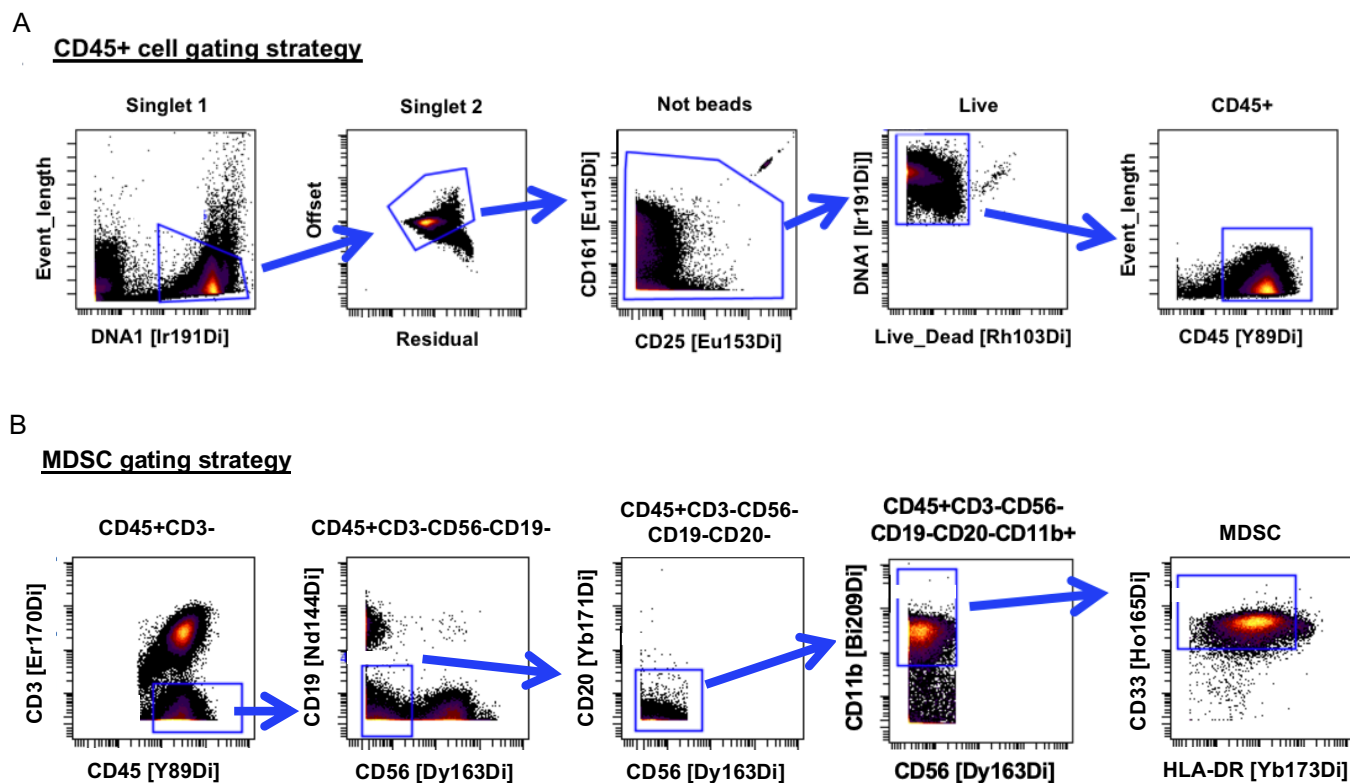 A
CD45+ cell gating strategy
Singlet 1
Singlet 2
Not beads
Live
CD45+
Event_length
DNA1 [Ir191Di]
Offset
Residual
CD161 [Eu15Di]
CD25 [Eu153Di]
DNA1 [Ir191Di]]
Live_Dead [Rh103Di]
Event_length
CD45 [Y89Di]
B
MDSC gating strategy
CD45+CD3-
CD45+CD3-CD56-CD19-
CD45+CD3-CD56-
CD19-CD20-
CD45+CD3-CD56-
CD19-CD20-CD11b+
MDSC
CD3 [Er170Di]
CD45 [Y89Di]
CD19 [Nd144Di]
CD56 [Dy163Di]
CD20 [Yb171Di]
CD56 [Dy163Di]
CD11b [Bi209Di]
CD56 [Dy163Di]
CD33 [Ho165Di]
HLA-DR [Yb173Di]